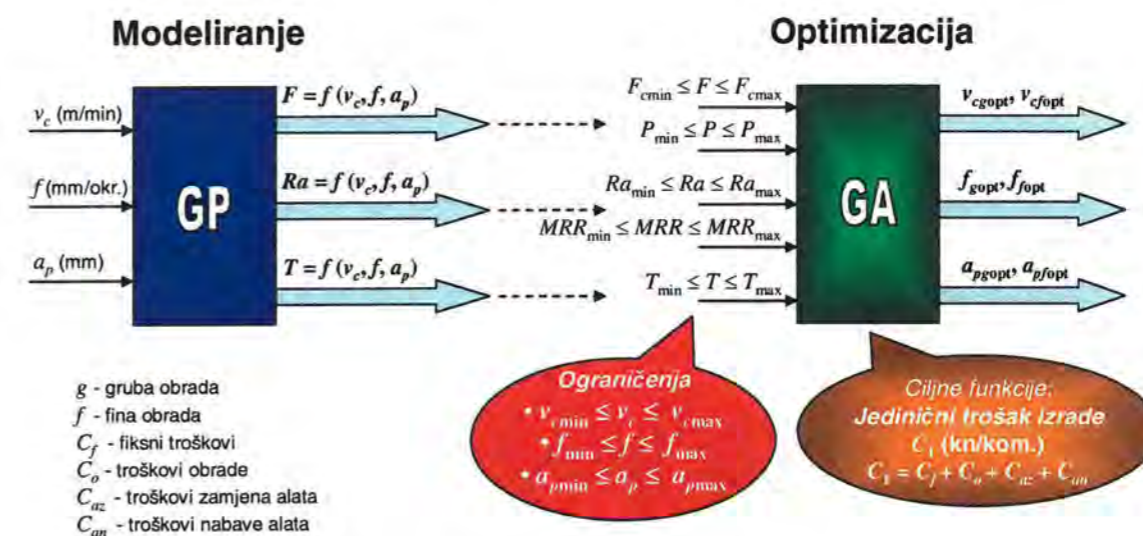 Modeliranje
Optimizacija
v_c (m/min)
f (mm/okr.)
a_p (mm)
GP
F = f (v_c, f, a_p)
Ra = f (v_c, f, a_p)
T = f (v_c, f, a_p)
F_cmin ≤ F ≤ F_cmax
P_min ≤ P ≤ P_max
Ra_min ≤ Ra ≤ Ra_max
MRR_min ≤ MRR ≤ MRR_max
T_min ≤ T ≤ T_max
GA
v_cgopt, v_cfopt
f_gopt, f_fopt
a_pgopt, a_pfopt
g - gruba obrada
f - fina obrada
C_f - fiksni troškovi
C_o - troškovi obrade
C_az - troškovi zamjena alata
C_an - troškovi nabave alata
Ograničenja
• v_cmin ≤ v_c ≤ v_cmax
• f_min ≤ f ≤ f_max
• a_pmin ≤ a_p ≤ a_pmax
Ciljne funkcije:
Jedinični trošak izrade
C_1 (kn/kom.)
C_1 = C_f + C_o + C_az + C_an